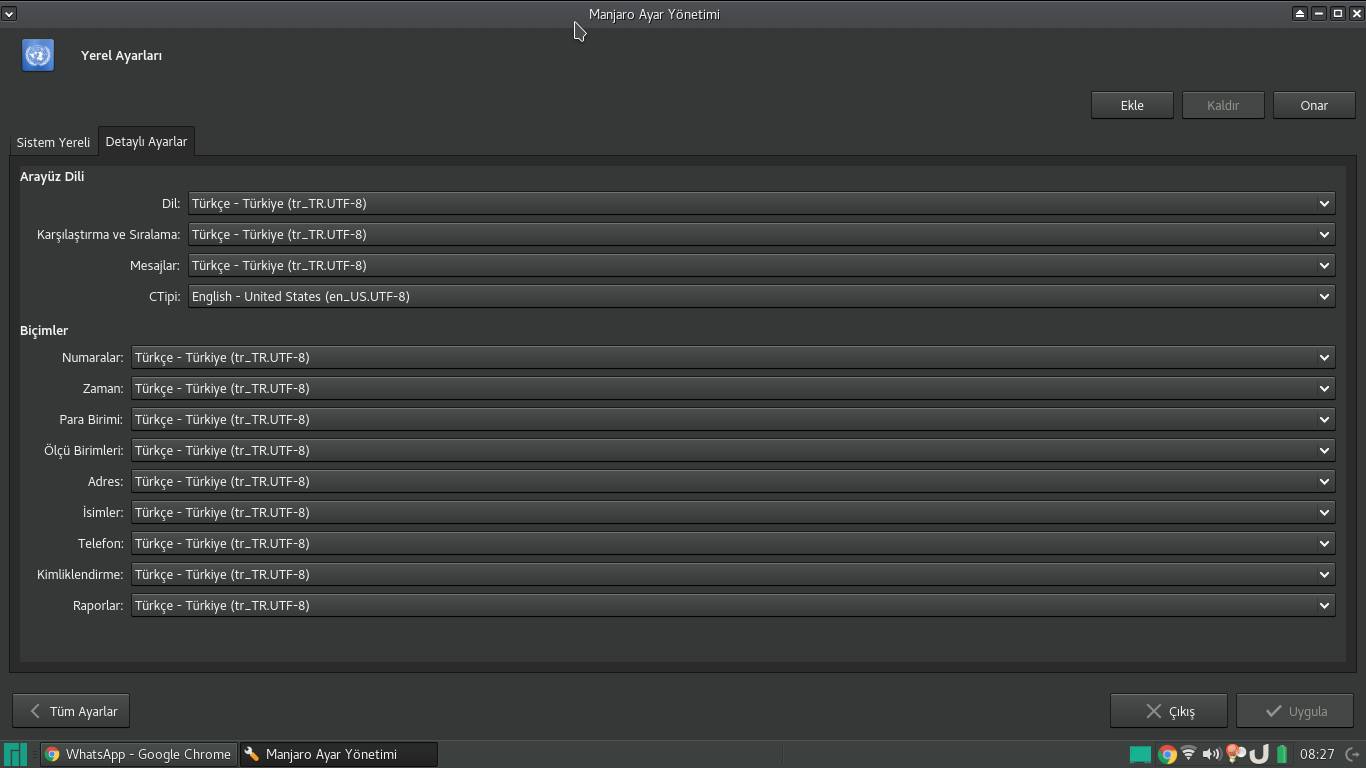 Manjaro Ayar Yönetimi
Yerel Ayarları
Ekle Kaldır Onar
Sistem Yereli Detaylı Ayarlar
Arayüz Dili
Dil: Türkçe - Türkiye (tr_TR.UTF-8)
Karşılaştırma ve Sıralama: Türkçe - Türkiye (tr_TR.UTF-8)
Mesajlar: Türkçe - Türkiye (tr_TR.UTF-8)
CTipi: English - United States (en_US.UTF-8)
Biçimler
Numaralar: Türkçe - Türkiye (tr_TR.UTF-8)
Zaman: Türkçe - Türkiye (tr_TR.UTF-8)
Para Birimi: Türkçe - Türkiye (tr_TR.UTF-8)
Ölçü Birimleri: Türkçe - Türkiye (tr_TR.UTF-8)
Adres: Türkçe - Türkiye (tr_TR.UTF-8)
İsimler: Türkçe - Türkiye (tr_TR.UTF-8)
Telefon: Türkçe - Türkiye (tr_TR.UTF-8)
Kimliklendirme: Türkçe - Türkiye (tr_TR.UTF-8)
Raporlar: Türkçe - Türkiye (tr_TR.UTF-8)
Tüm Ayarlar Çıkış Uygula
WhatsApp - Google Chrome Manjaro Ayar Yönetimi 08:27